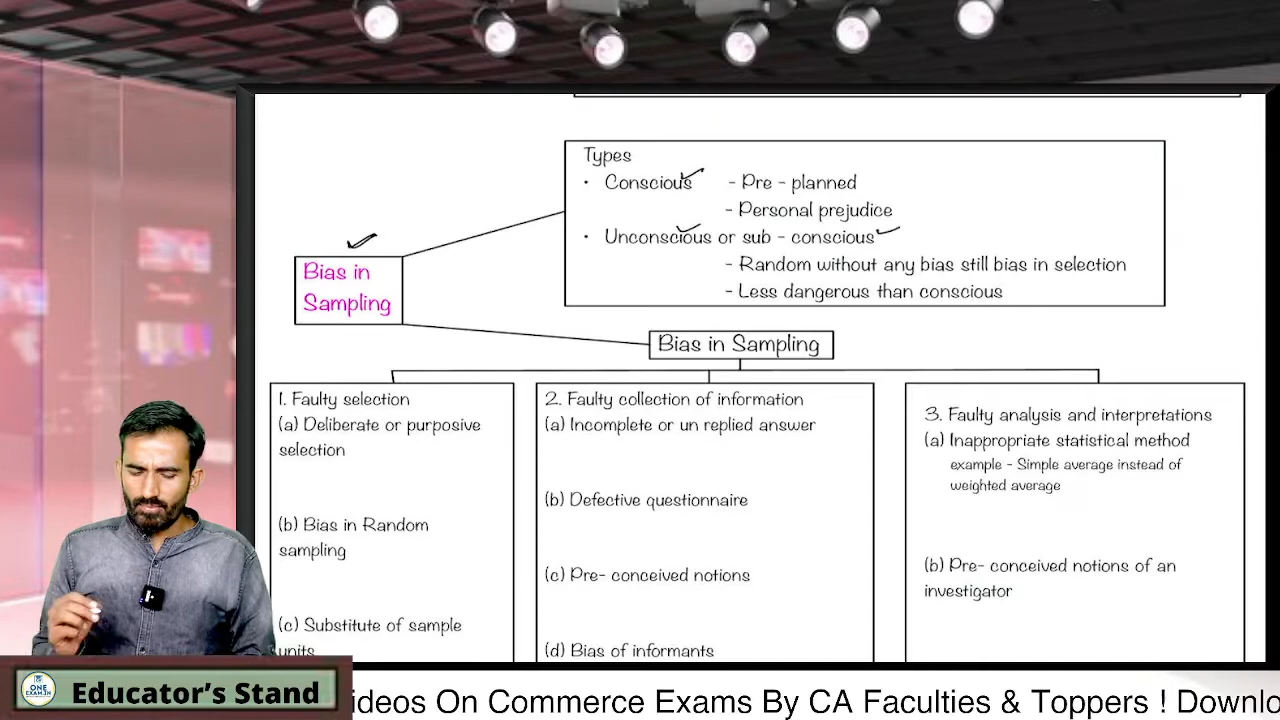 Types
• Conscious - Pre - planned
- Personal prejudice
• Unconscious or sub - conscious
- Random without any bias still bias in selection
- Less dangerous than conscious
Bias in
Sampling
Bias in Sampling
1. Faulty selection
(a) Deliberate or purposive
selection
(b) Bias in Random
sampling
(c) Substitute of sample
units
2. Faulty collection of information
(a) Incomplete or un replied answer
(b) Defective questionnaire
(c) Pre- conceived notions
(d) Bias of informants
3. Faulty analysis and interpretations
(a) Inappropriate statistical method
example - Simple average instead of
weighted average
(b) Pre- conceived notions of an
investigator
ONE
EXAM.IN
Educator's Stand
ideos On Commerce Exams By CA Faculties & Toppers ! Downlo